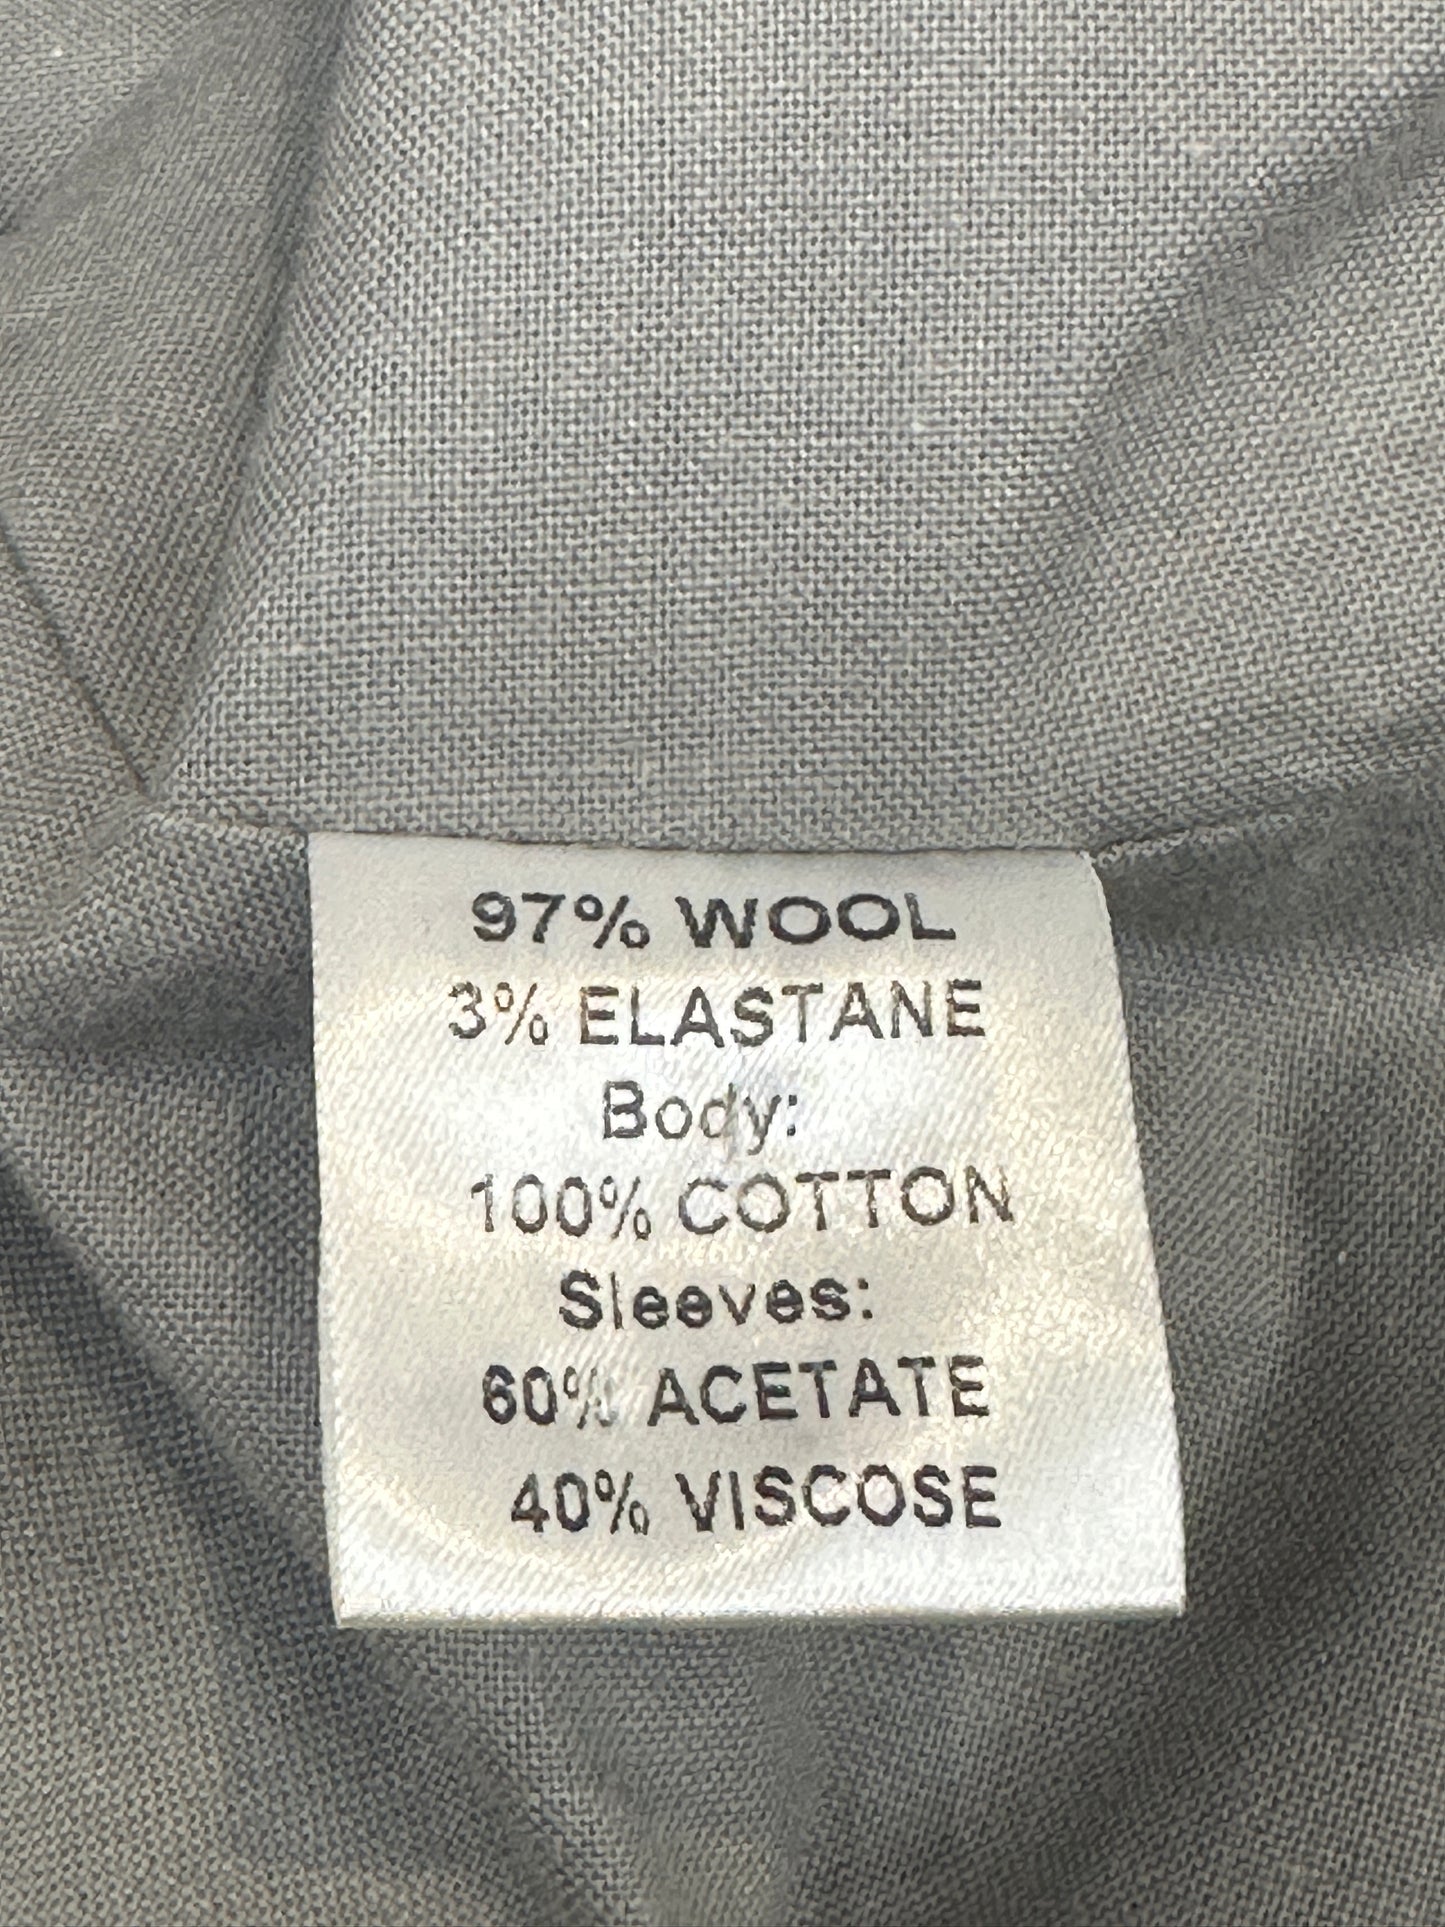 97% WOOL
3% ELASTANE
Body:
100% COTTON
Sleeves:
60% ACETATE
40% VISCOSE